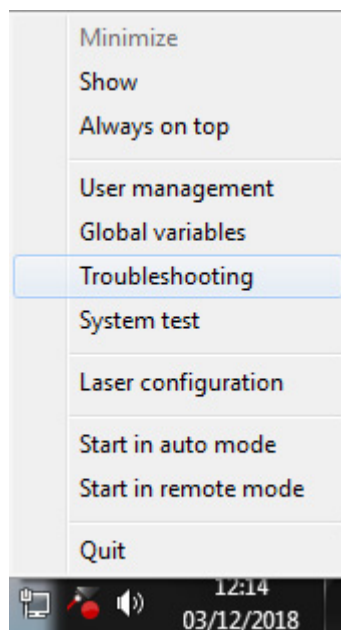 Minimize
Show
Always on top
User management
Global variables
Troubleshooting
System test
Laser configuration
Start in auto mode
Start in remote mode
Quit
12:14
03/12/2018